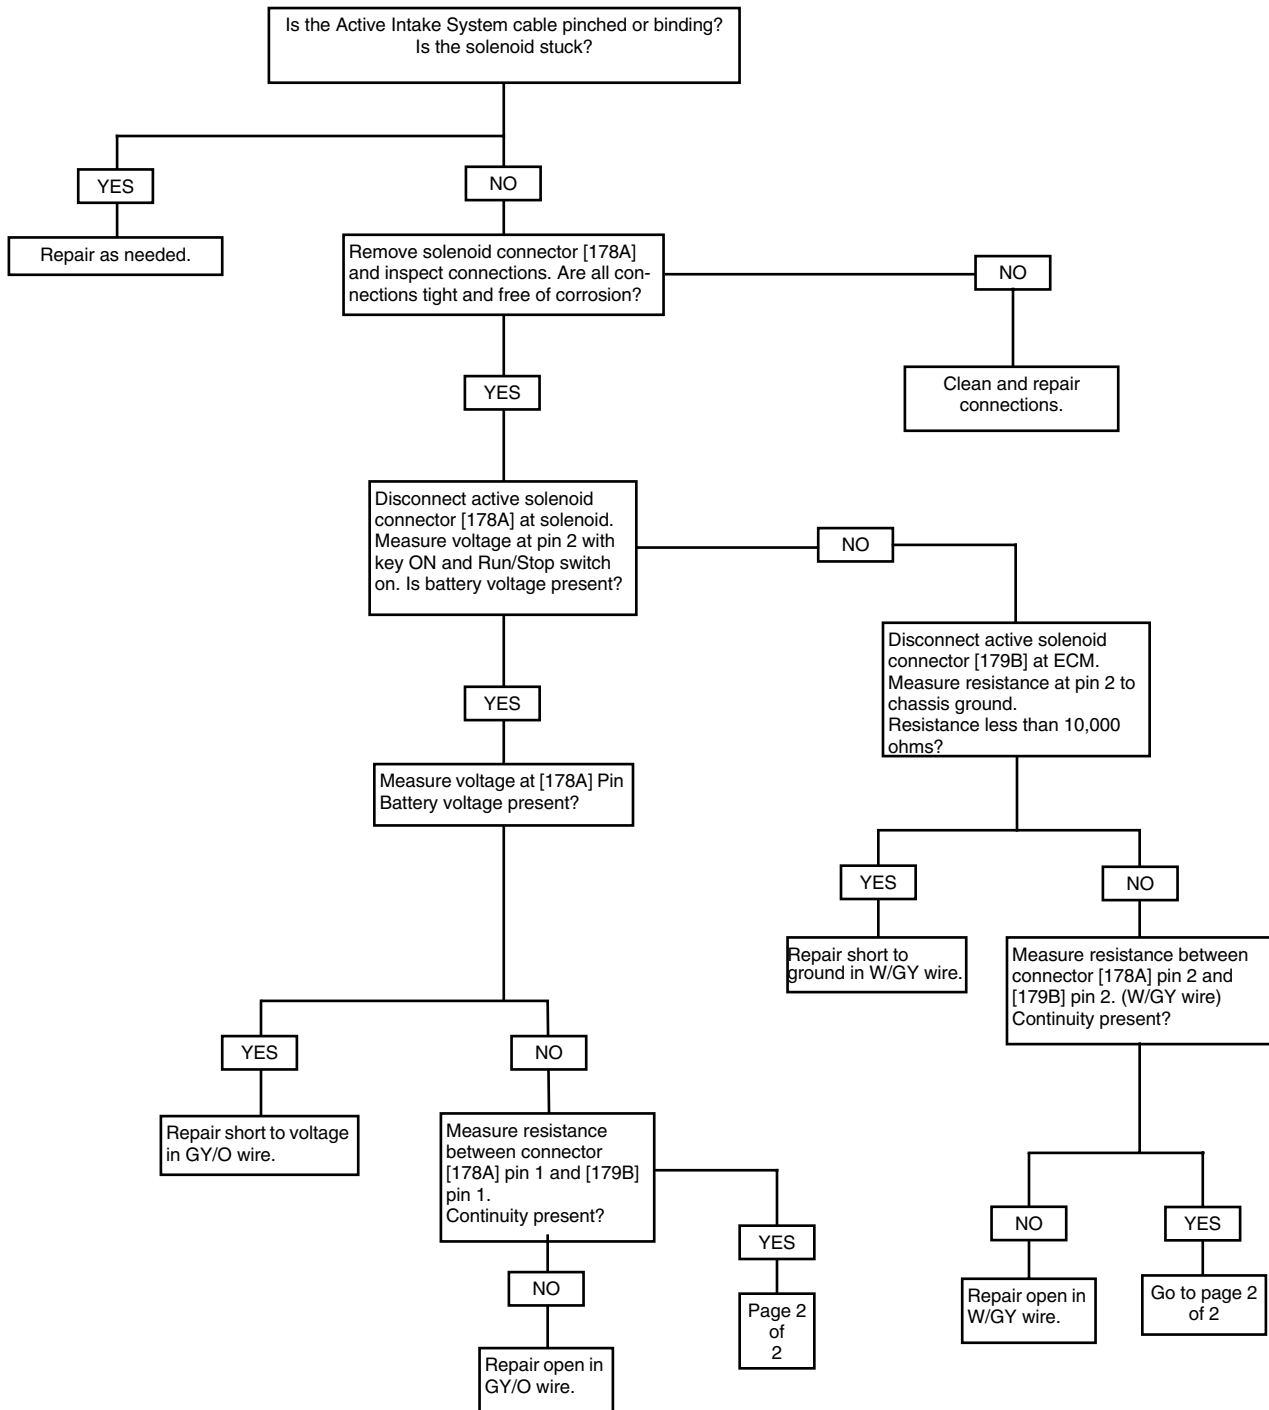 Is the Active Intake System cable pinched or binding?
Is the solenoid stuck?
YES
NO
Repair as needed.
Remove solenoid connector [178A]
and inspect connections. Are all con-
nections tight and free of corrosion?
NO
YES
Clean and repair
connections.
Disconnect active solenoid
connector [178A] at solenoid.
Measure voltage at pin 2 with
key ON and Run/Stop switch
on. Is battery voltage present?
NO
Disconnect active solenoid
connector [179B] at ECM.
Measure resistance at pin 2 to
chassis ground.
Resistance less than 10,000
ohms?
YES
Measure voltage at [178A] Pin
Battery voltage present?
YES
NO
Repair short to
ground in W/GY wire.
Measure resistance between
connector [178A] pin 2 and
[179B] pin 2. (W/GY wire)
Continuity present?
YES
NO
Repair short to voltage
in GY/O wire.
Measure resistance
between connector
[178A] pin 1 and [179B]
pin 1.
Continuity present?
YES
NO
YES
NO
Page 2
of
2
Repair open in
W/GY wire.
Go to page 2
of 2
Repair open in
GY/O wire.